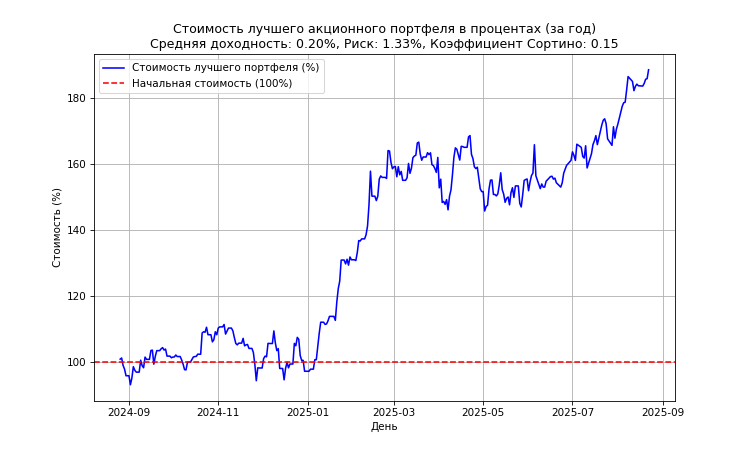 Стоимость лучшего акционного портфеля в процентах (за год)
Средняя доходность: 0.20%, Риск: 1.33%, Коэффициент Сортино: 0.15
Стоимость лучшего портфеля (%)
Начальная стоимость (100%)
Стоимость (%)
180
160
140
120
100
2024-09
2024-11
2025-01
2025-03
2025-05
2025-07
2025-09
День